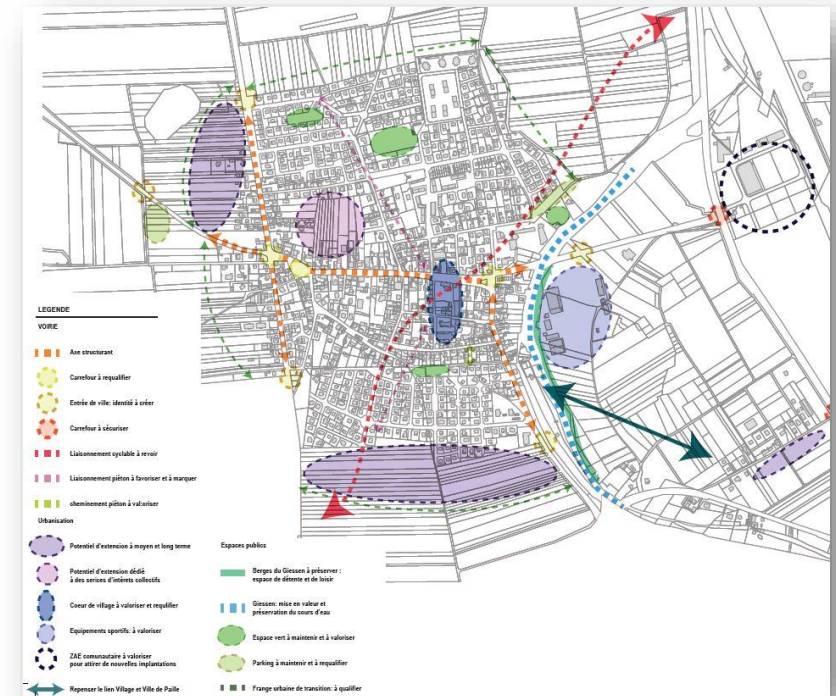 LEGENDE
VOIRIE
Axe structurant
Carrefour à requalifier
Entrée de ville: identité à créer
Carrefour à sécuriser
Liaisonnement cyclable à revoir
Liaisonnement piéton à favoriser et à marquer
cheminement piéton à valoriser
Urbanisation
Potentiel d'extension à moyen et long terme
Potentiel d'extension dédié
à des serices d'intérets collectifs
Coeur de village à valoriser et requlifier
Equipements sportifs: à valoriser
ZAE comunautaire à valoriser
pour attirer de nouvelles implantations
Repenser le lien Village et Ville de Paille
Espaces publics
Berges du Giessen à préserver :
espace de détente et de loisir
Giessen: mise en valeur et
préservation du sours d'eau
Espace vert à maintenir et à valoriser
Parking à maintenir et à requalifier
Frange urbaine de transition: à qualifier